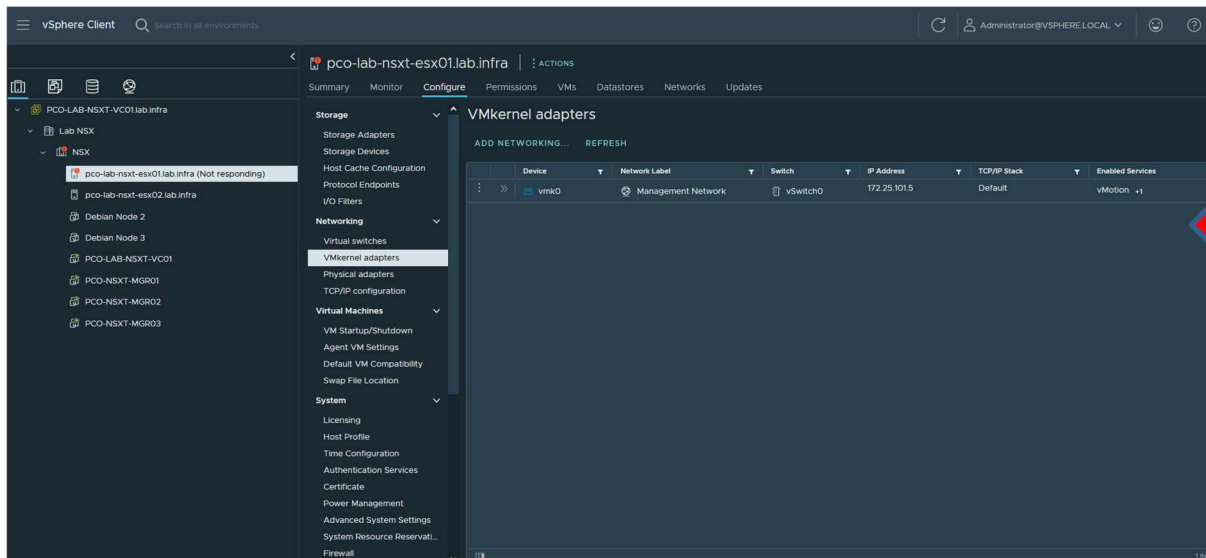 vSphere Client Search in all environments Administrator@VSPHERE.LOCAL
pco-lab-nsxt-esx01.lab.infra ACTIONS
Summary Monitor Configure Permissions VMs Datastores Networks Updates
PCO-LAB-NSXT-VC01.lab.infra
Lab NSX
NSX
pco-lab-nsxt-esx01.lab.infra (Not responding)
pco-lab-nsxt-esx02.lab.infra
Debian Node 2
Debian Node 3
PCO-LAB-NSXT-VC01
PCO-NSXT-MGR01
PCO-NSXT-MGR02
PCO-NSXT-MGR03
Storage
Storage Adapters
Storage Devices
Host Cache Configuration
Protocol Endpoints
I/O Filters
Networking
Virtual switches
VMkernel adapters
Physical adapters
TCP/IP configuration
Virtual Machines
VM Startup/Shutdown
Agent VM Settings
Default VM Compatibility
Swap File Location
System
Licensing
Host Profile
Time Configuration
Authentication Services
Certificate
Power Management
Advanced System Settings
System Resource Reservati...
Firewall
VMkernel adapters
ADD NETWORKING... REFRESH
Device Network Label Switch IP Address TCP/IP Stack Enabled Services
vmk0 Management Network vSwitch0 172.25.101.5 Default vMotion +1